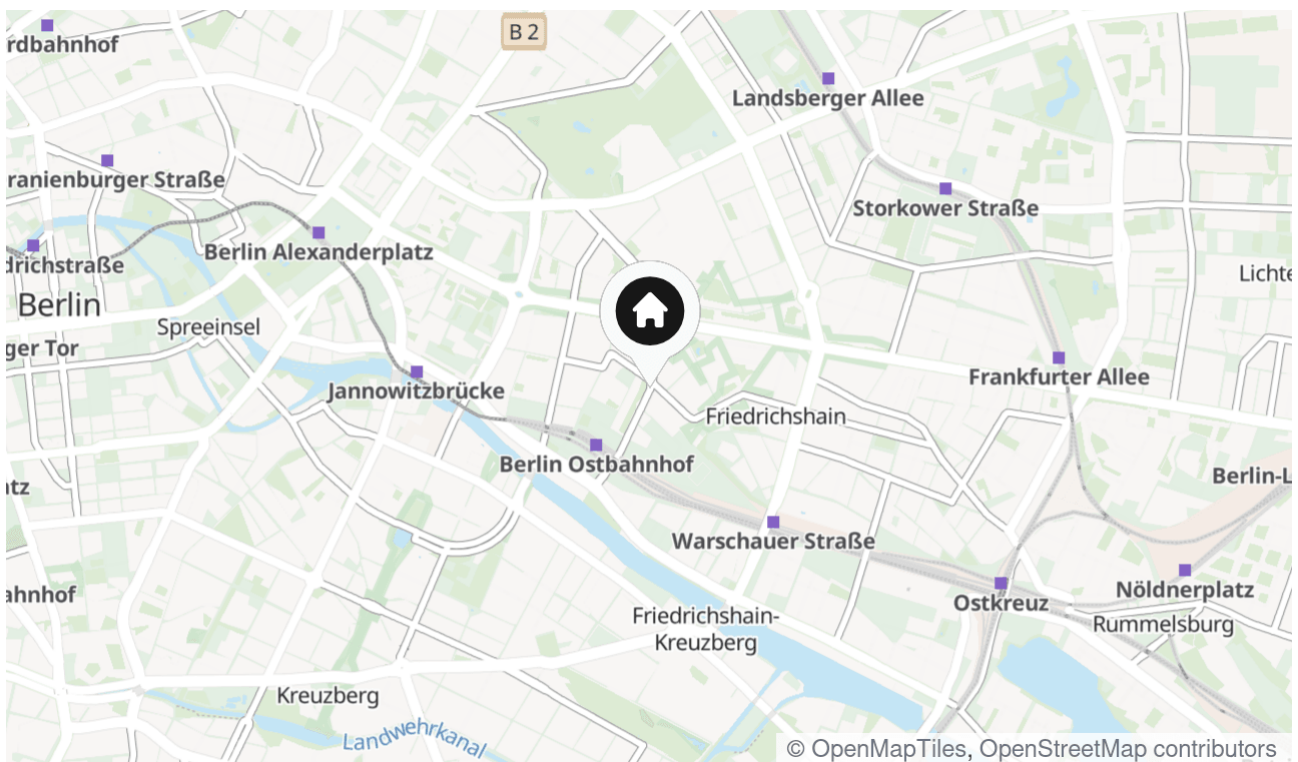 B 2
rdbahnhof
Landsberger Allee
ranienburger Straße
Storkower Straße
Berlin Alexanderplatz
drichstraße
Lichte
Berlin
Spreeinsel
ger Tor
Jannowitzbrücke
Frankfurter Allee
Friedrichshain
Berlin Ostbahnhof
Berlin-L
tz
Warschauer Straße
ahnhof
Ostkreuz
Nöldnerplatz
Friedrichshain-
Kreuzberg
Rummelsburg
Kreuzberg
Landwehrkanal
© OpenMapTiles, OpenStreetMap contributors